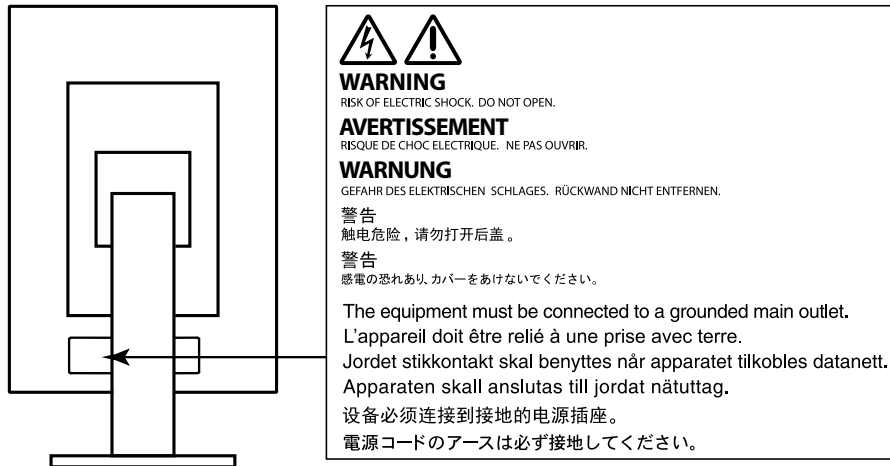 WARNING
RISK OF ELECTRIC SHOCK. DO NOT OPEN.
AVERTISSEMENT
RISQUE DE CHOC ELECTRIQUE. NE PAS OUVRIR.
WARNUNG
GEFAHR DES ELEKTRISCHEN SCHLAGES. RÜCKWAND NICHT ENTFERNEN.
警告
触电危险，请勿打开后盖。
警告
感電の恐れあり、カバーをあけないでください。
The equipment must be connected to a grounded main outlet.
L'appareil doit être relié à une prise avec terre.
Jordet stikkontakt skal benyttes når apparatet tilkobles datanett.
Apparaten skall anslutas till jordat nätuttag.
设备必须连接到接地的电源插座。
電源コードのアースは必ず接地してください。